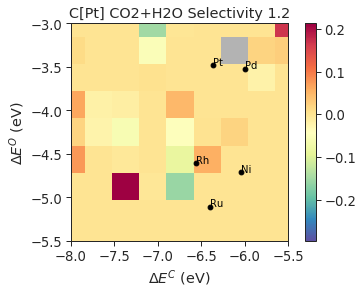 C[Pt] CO2+H2O Selectivity 1.2
−3.0
−3.5
−4.0
−4.5
−5.0
−5.5
ΔE^O (eV)
Pt
Pd
Rh
Ni
Ru
−8.0 −7.5 −7.0 −6.5 −6.0 −5.5
ΔE^C (eV)
0.2
0.1
0.0
−0.1
−0.2